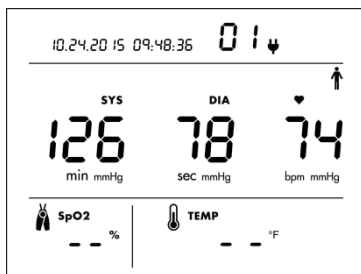 10.24.2015 09:48:36 01
SYS DIA
126 78 74
min mmHg sec mmHg bpm mmHg
SpO2 TEMP
-- % -- °F